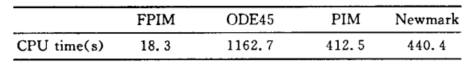 FPIM ODE45 PIM Newmark
CPU time(s) 18.3 1162.7 412.5 440.4